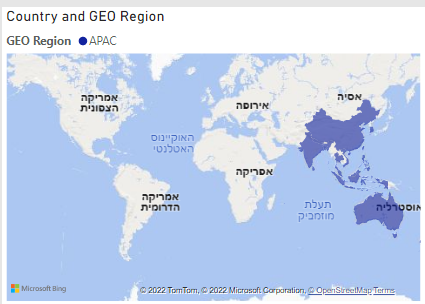 Country and GEO Region
GEO Region APAC
אמריקה
הצפונית
אירופה
אסיה
האוקיינוס
האטלנטי
אפריקה
אמריקה
הדרומית
תעלת
מוזמביק
אוסטרליה
Microsoft Bing
© 2022 TomTom, © 2022 Microsoft Corporation, © OpenStreetMap Terms